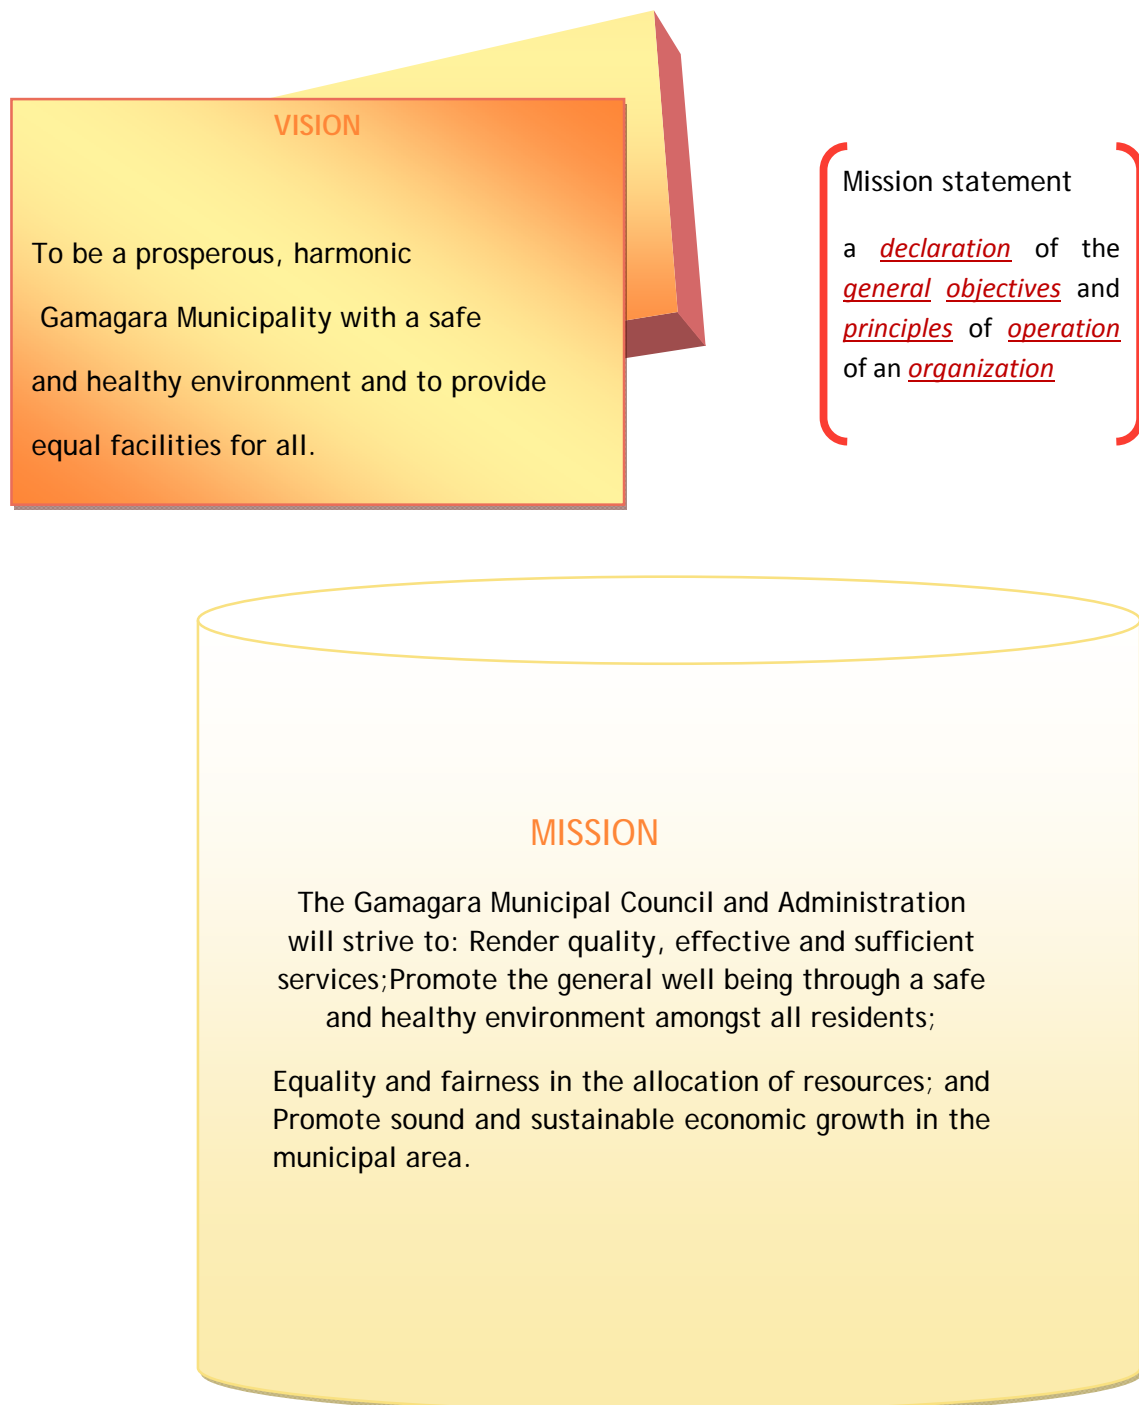 VISION
To be a prosperous, harmonic
Gamagara Municipality with a safe
and healthy environment and to provide
equal facilities for all.
Mission statement
a declaration of the
general objectives and
principles of operation
of an organization
MISSION
The Gamagara Municipal Council and Administration
will strive to: Render quality, effective and sufficient
services;Promote the general well being through a safe
and healthy environment amongst all residents;
Equality and fairness in the allocation of resources; and
Promote sound and sustainable economic growth in the
municipal area.